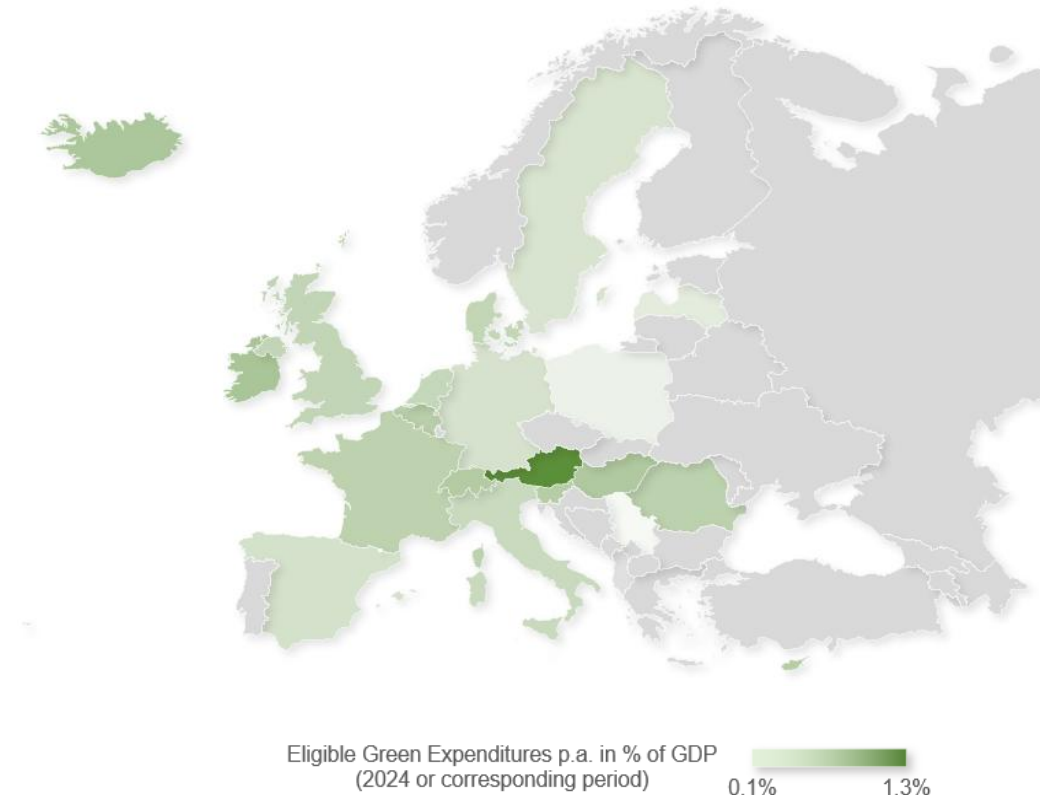 Eligible Green Expenditures p.a. in % of GDP
(2024 or corresponding period)
0.1%
1.3%